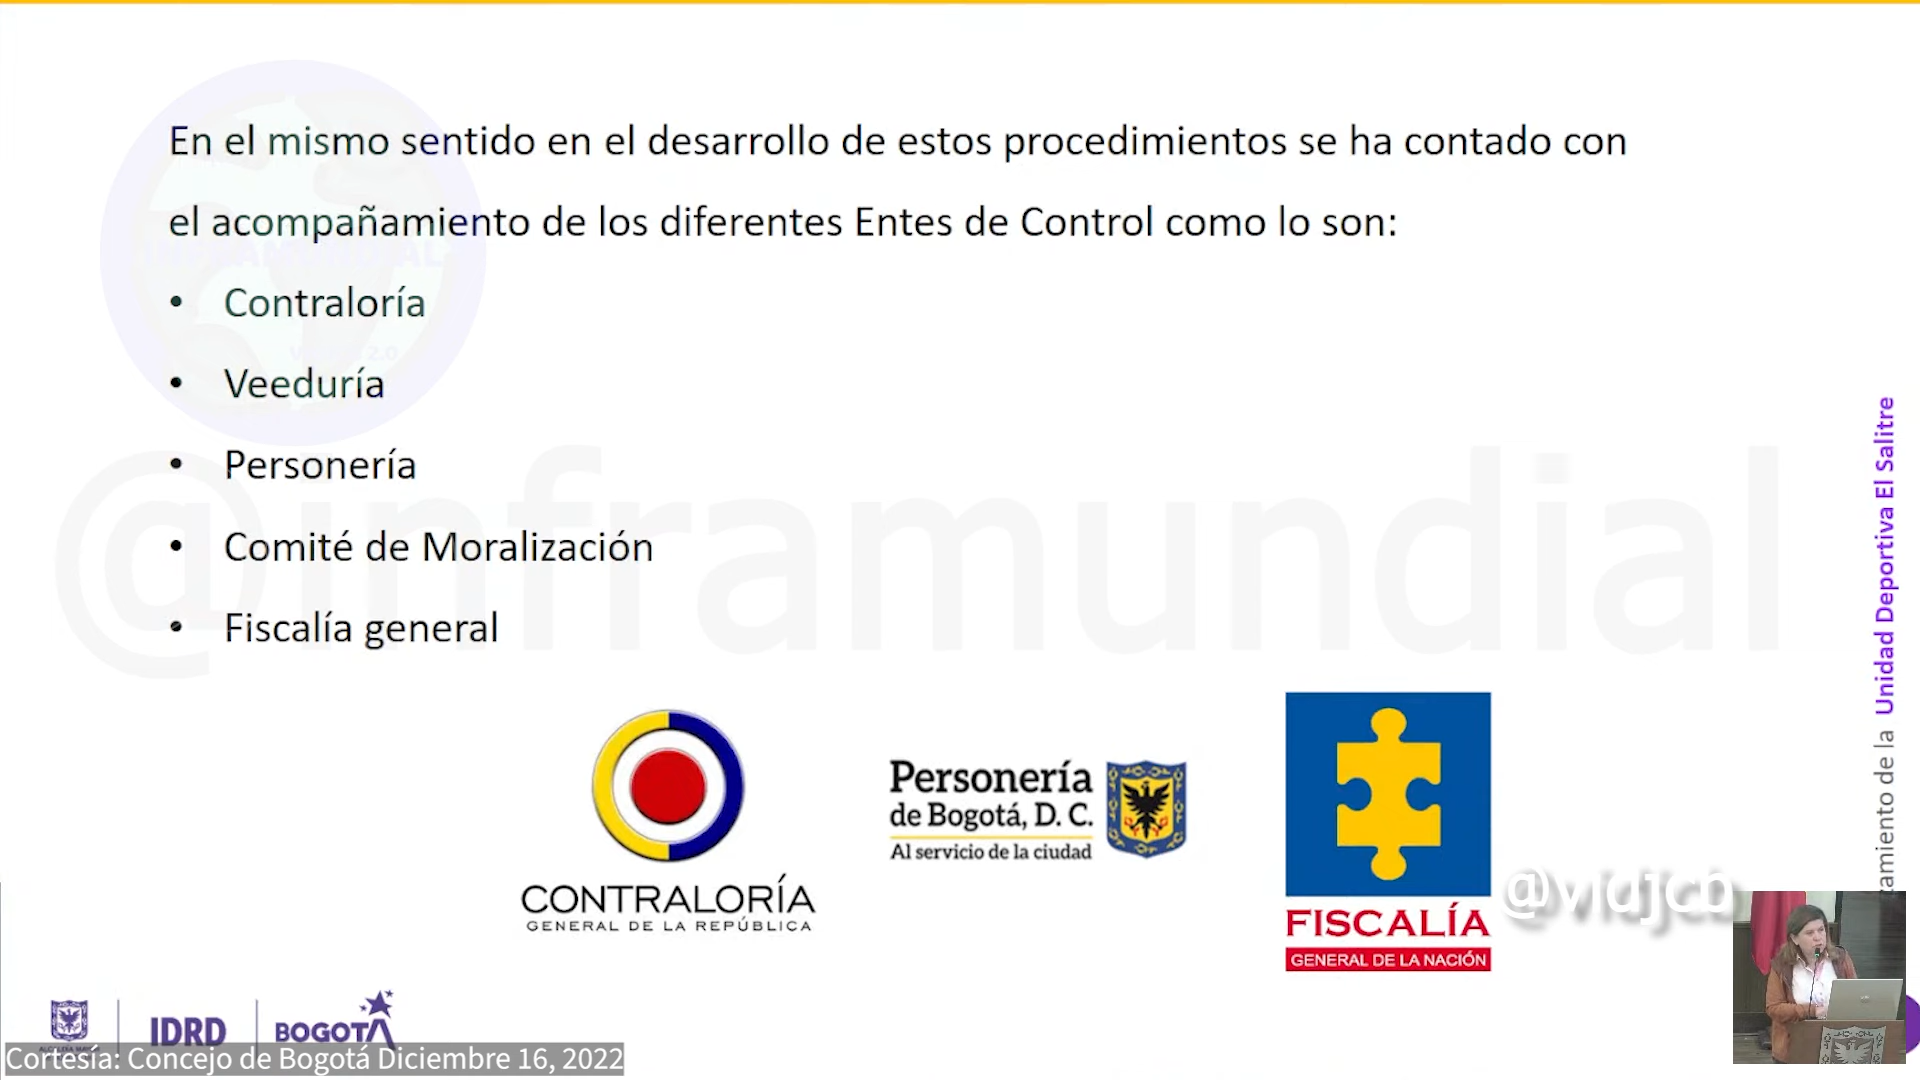 En el mismo sentido en el desarrollo de estos procedimientos se ha contado con
el acompañamiento de los diferentes Entes de Control como lo son:
• Contraloría
• Veeduría
• Personería
• Comité de Moralización
• Fiscalía general
@inframundial
INFRAMUNDIAL
2.0
CONTRALORÍA
GENERAL DE LA REPÚBLICA
Personería
de Bogotá, D. C.
Al servicio de la ciudad
FISCALÍA
GENERAL DE LA NACIÓN
@vidjcb
amiento de la Unidad Deportiva El Salitre
IDRD
BOGOTÁ
Cortesía: Concejo de Bogotá Diciembre 16, 2022